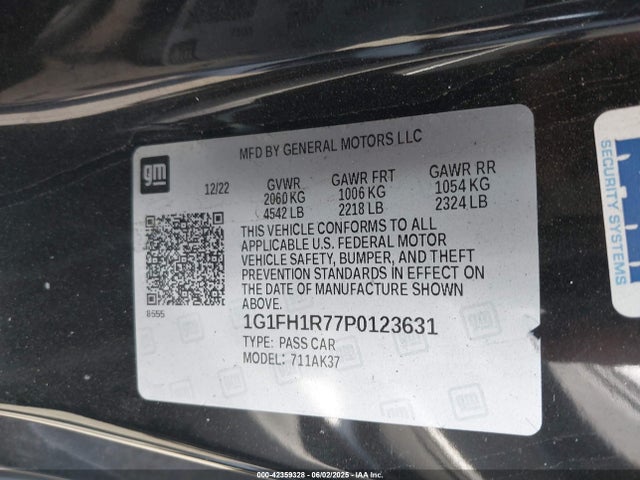 MFD BY GENERAL MOTORS LLC
gm
12/22
GVWR GAWR FRT GAWR RR
2060 KG 1006 KG 1054 KG
4542 LB 2218 LB 2324 LB
THIS VEHICLE CONFORMS TO ALL
APPLICABLE U.S. FEDERAL MOTOR
VEHICLE SAFETY, BUMPER, AND THEFT
PREVENTION STANDARDS IN EFFECT ON
THE DATE OF MANUFACTURE SHOWN
ABOVE.
8555
1G1FH1R77P0123631
TYPE: PASS CAR
MODEL: 711AK37
SECURITY SYSTEMS
000-42359328 - 06/02/2025 - IAAI.COM